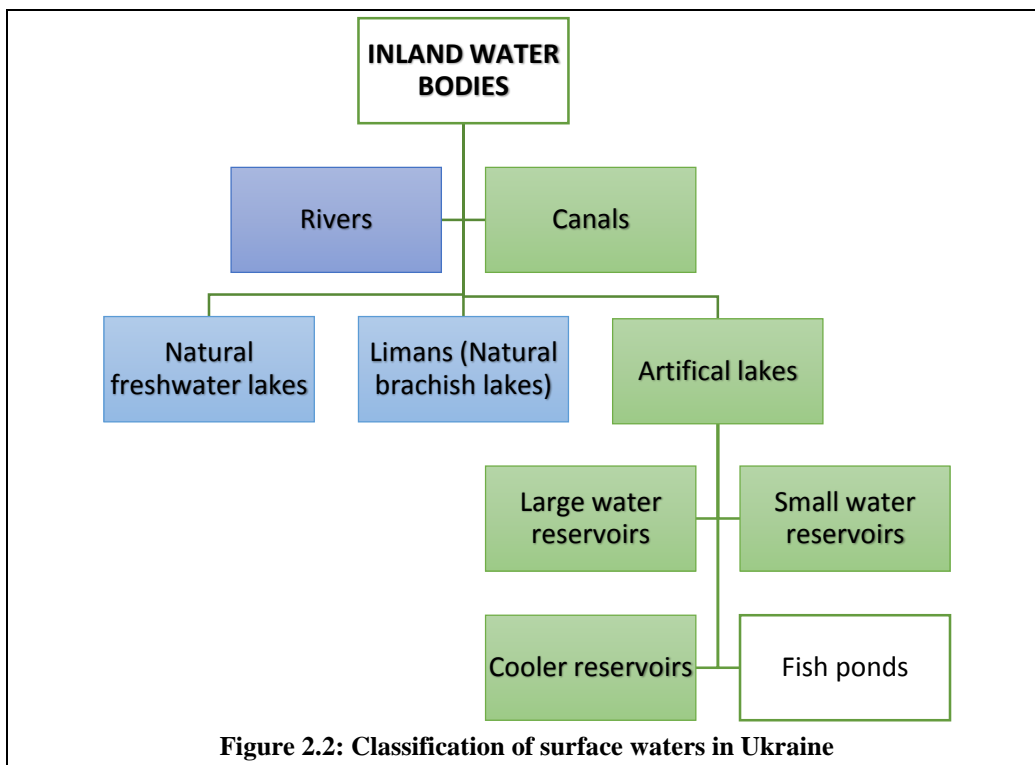 INLAND WATER
BODIES
Rivers
Canals
Natural
freshwater lakes
Limans (Natural
brachish lakes)
Artifical lakes
Large water
reservoirs
Small water
reservoirs
Cooler reservoirs
Fish ponds
Figure 2.2: Classification of surface waters in Ukraine